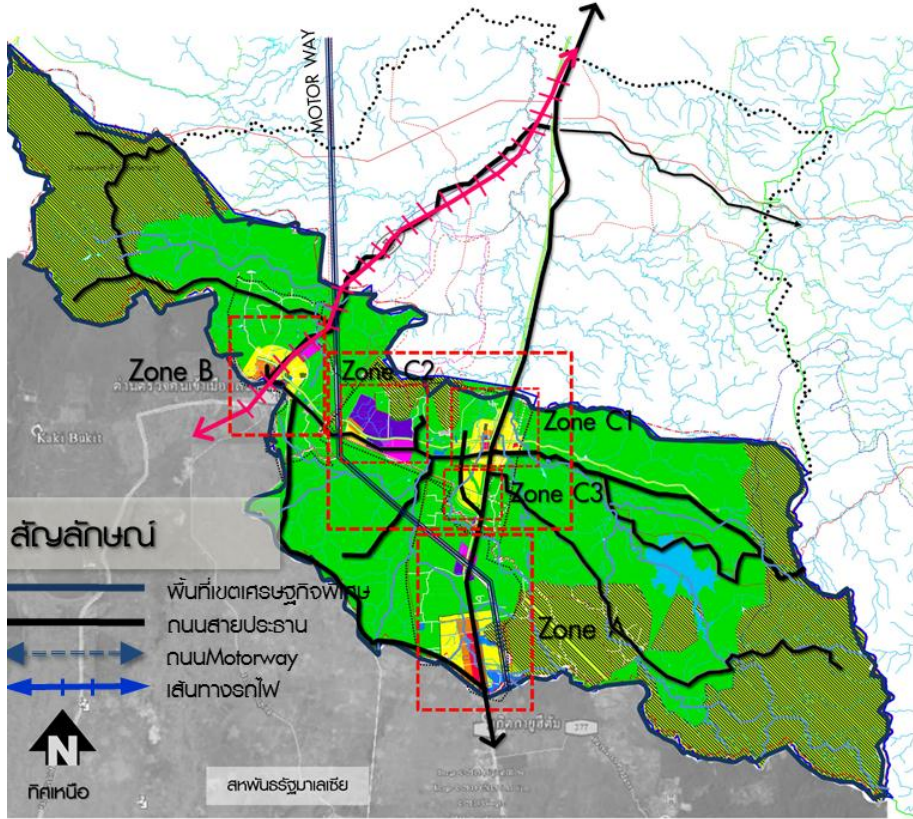 MOTOR WAY
Zone B
Zone C2
Zone C1
Kaki Bukit
Zone C3
สัญลักษณ์
พื้นที่เขตเศรษฐกิจพิเศษ
Zone A
ถนนสายประธาน
ถนนMotorway
เส้นทางรถไฟ
377
N
ทิศเหนือ
สหพันธรัฐมาเลเซีย